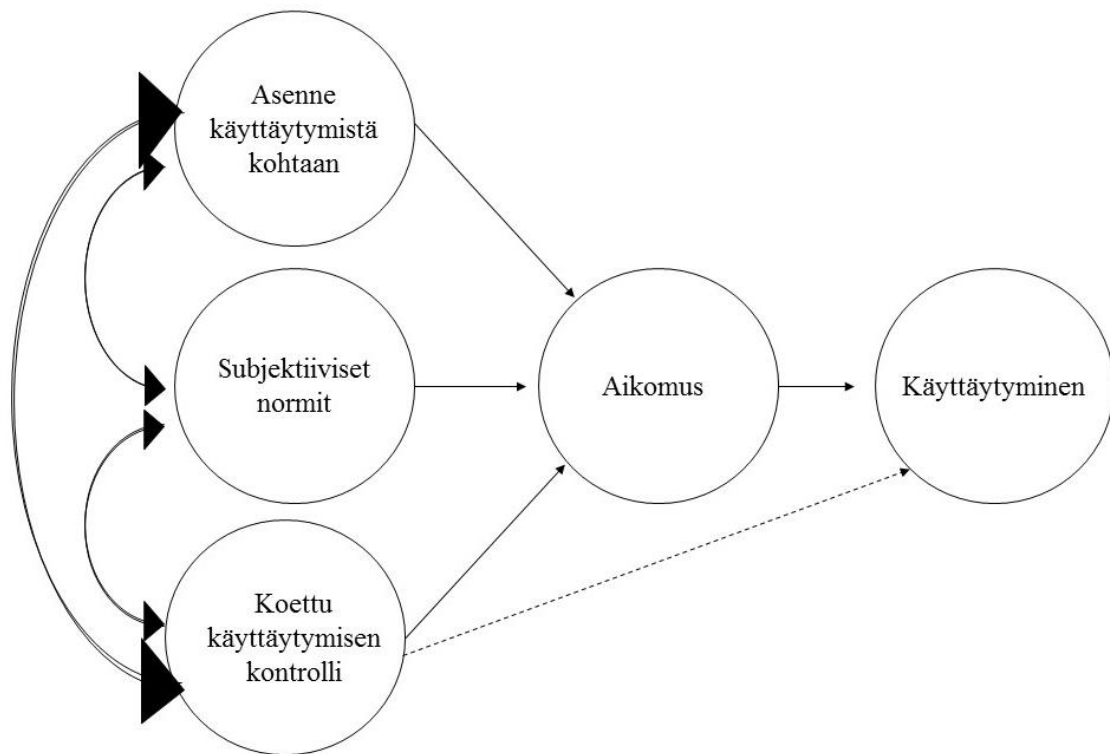 Asenne
käyttäytymistä
kohtaan
Subjektiiviset
normit
Aikomus
Käyttäytyminen
Koettu
käyttäytymisen
kontrolli